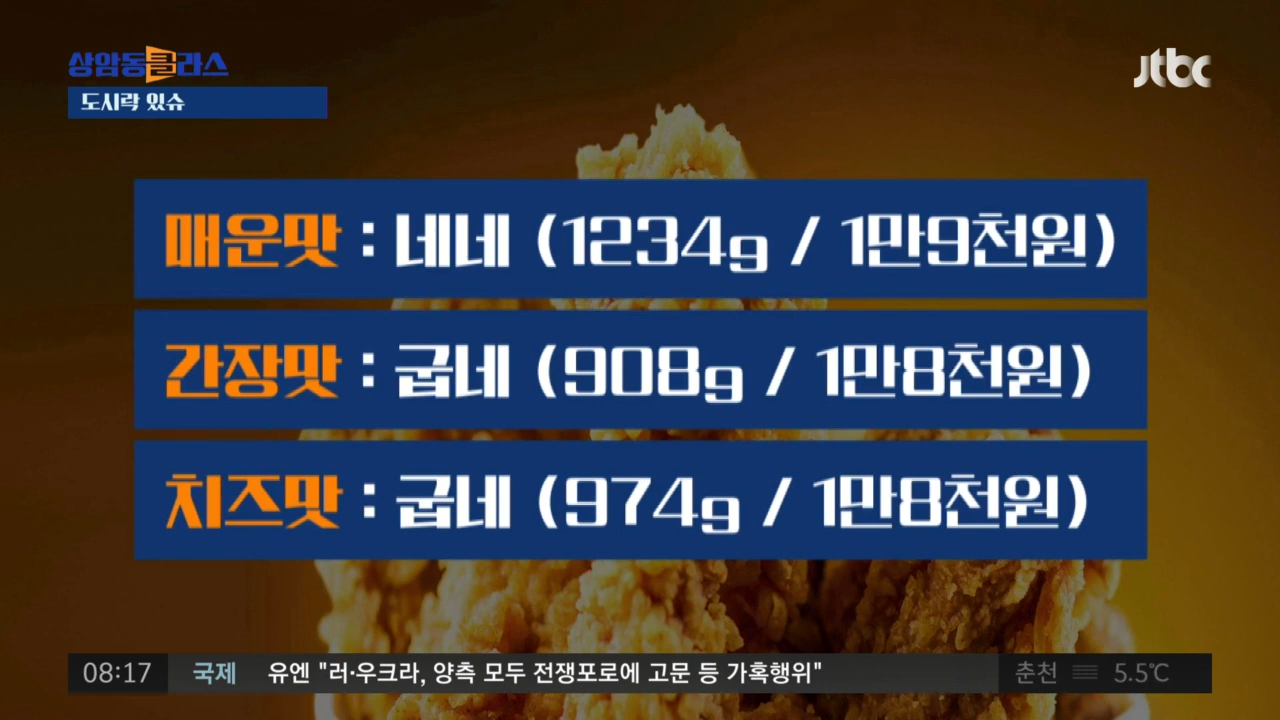 상암동클라스
jtbc
도시락 있슈
매운맛 : 네네 (1234g / 1만9천원)
간장맛 : 굽네 (908g / 1만8천원)
치즈맛 : 굽네 (974g / 1만8천원)
08:17 국제 유엔 "러·우크라, 양측 모두 전쟁포로에 고문 등 가혹행위" 춘천 5.5℃